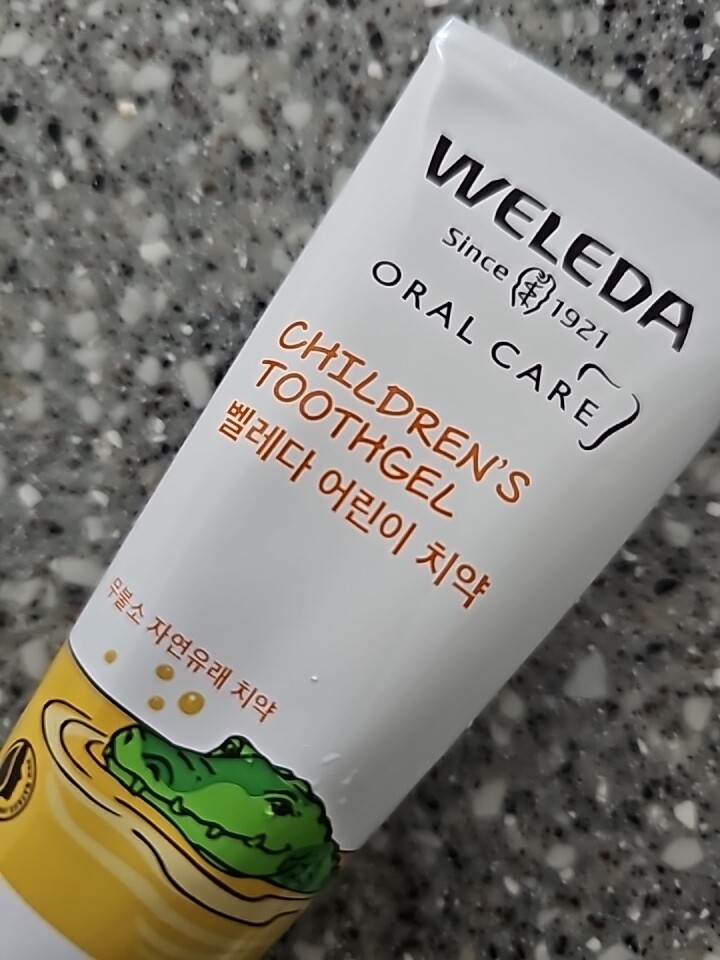 WELEDA
Since 1921
ORAL CARE
CHILDREN'S
TOOTHGEL
벨레다 어린이 치약
무불소 자연유래 치약